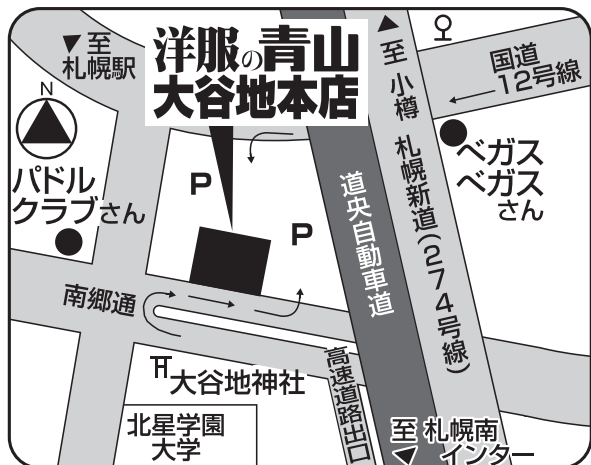 至
札幌駅
洋服の青山
大谷地本店
N
至 小樽
札幌新道(274号線)
国道
12号線
ベガス
ベガス
さん
パドル
クラブさん
P
P
道央自動車道
南郷通
大谷地神社
高速道路出口
北星学園
大学
至 札幌南
インター